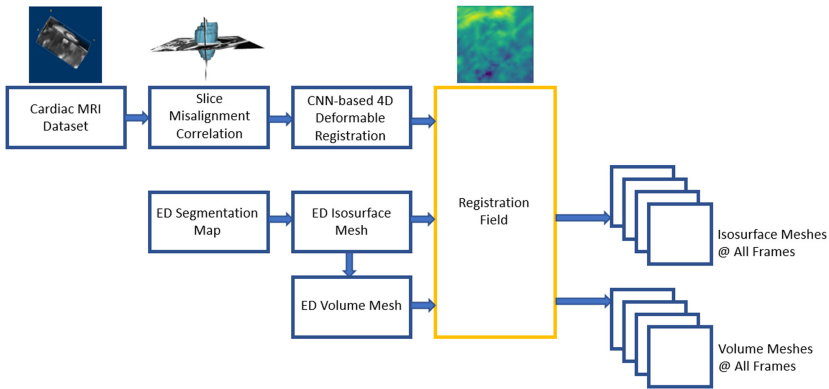 Cardiac MRI
Dataset
Slice
Misalignment
Correlation
CNN-based 4D
Deformable
Registration
ED Segmentation
Map
ED Isosurface
Mesh
ED Volume Mesh
Registration
Field
Isosurface Meshes
@ All Frames
Volume Meshes
@ All Frames